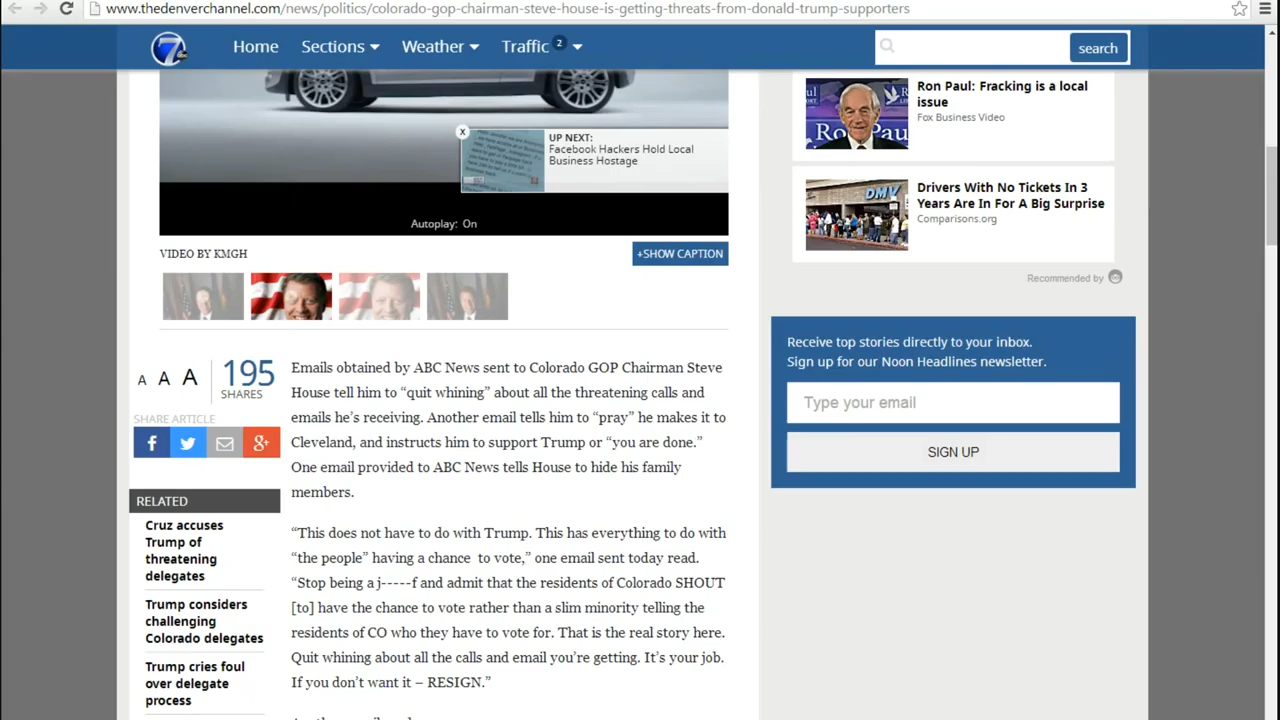 www.thedenverchannel.com/news/politics/colorado-gop-chairman-steve-house-is-getting-threats-from-donald-trump-supporters
7
Home Sections Weather Traffic 2
search
UP NEXT:
Facebook Hackers Hold Local
Business Hostage
x
Autoplay: On
VIDEO BY KMGH
+SHOW CAPTION
A A A
195
SHARES
SHARE ARTICLE
f
g+
RELATED
Cruz accuses
Trump of
threatening
delegates
Trump considers
challenging
Colorado delegates
Trump cries foul
over delegate
process
Emails obtained by ABC News sent to Colorado GOP Chairman Steve
House tell him to “quit whining” about all the threatening calls and
emails he’s receiving. Another email tells him to “pray” he makes it to
Cleveland, and instructs him to support Trump or “you are done.”
One email provided to ABC News tells House to hide his family
members.
“This does not have to do with Trump. This has everything to do with
“the people” having a chance to vote,” one email sent today read.
“Stop being a j-----f and admit that the residents of Colorado SHOUT
[to] have the chance to vote rather than a slim minority telling the
residents of CO who they have to vote for. That is the real story here.
Quit whining about all the calls and email you’re getting. It’s your job.
If you don’t want it – RESIGN.”
Ron Paul: Fracking is a local
issue
Fox Business Video
DMV
Drivers With No Tickets In 3
Years Are In For A Big Surprise
Comparisons.org
Recommended by
Receive top stories directly to your inbox.
Sign up for our Noon Headlines newsletter.
Type your email
SIGN UP